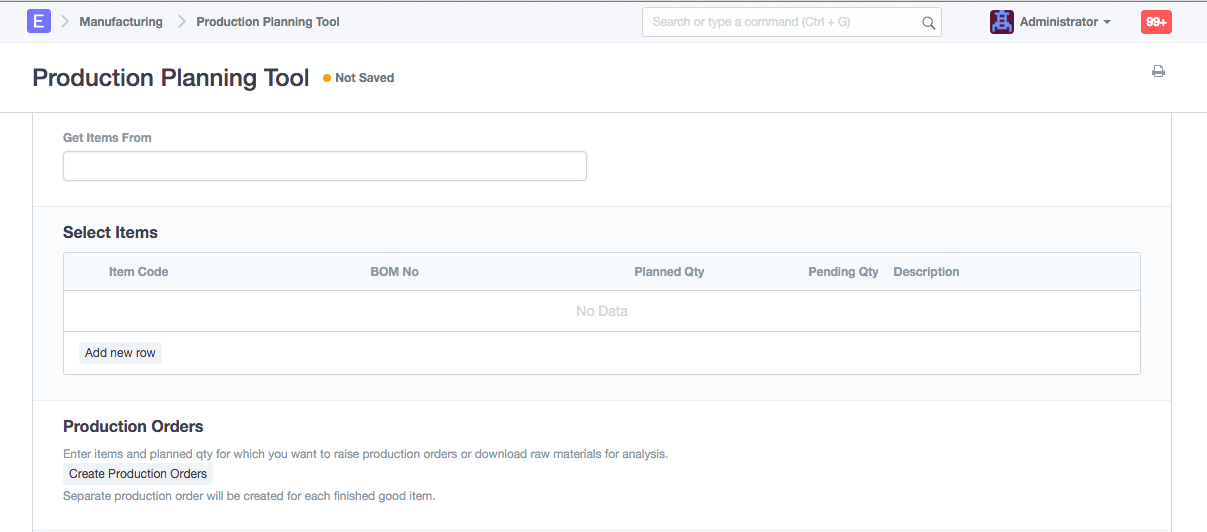 E Manufacturing Production Planning Tool Search or type a command (Ctrl + G) Administrator 99+
Production Planning Tool Not Saved
Get Items From
Select Items
Item Code BOM No Planned Qty Pending Qty Description
No Data
Add new row
Production Orders
Enter items and planned qty for which you want to raise production orders or download raw materials for analysis.
Create Production Orders
Separate production order will be created for each finished good item.